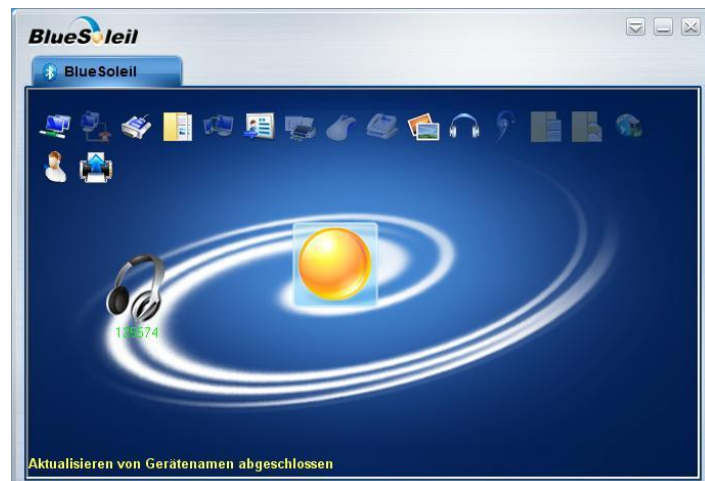 BlueSoleil
BlueSoleil
125574
Aktualisieren von Gerätenamen abgeschlossen